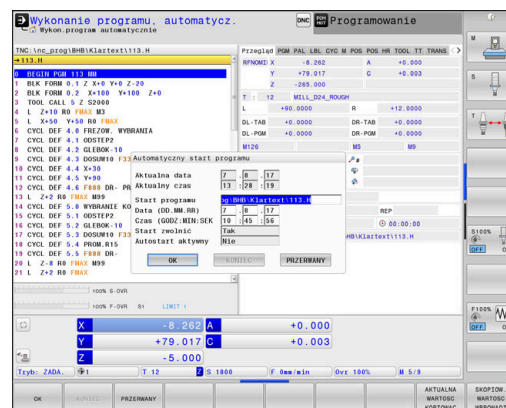 Wykonanie programu, automatycz.
Wykon.program automatycznie
DNC
Programowanie
TNC:\nc_prog\BHB\Klartext\113.H
→113.H
0 BEGIN PGM 113 MM
1 BLK FORM 0.1 Z X+0 Y+0 Z-20
2 BLK FORM 0.2 X+100 Y+100 Z+0
3 TOOL CALL 5 Z S2000
4 L Z+10 R0 FMAX M3
5 L X+50 Y+50 R0 FMAX
6 CYCL DEF 4.0 FREZOW. WYBRANIA
7 CYCL DEF 4.1 ODSTEP2
8 CYCL DEF 4.2 GLEBOK-10
9 CYCL DEF 4.3 DOSUW10 F33
10 CYCL DEF 4.4 X+30
11 CYCL DEF 4.5 Y+90
12 CYCL DEF 4.6 F888 DR- PR
13 L Z+2 R0 FMAX M99
14 CYCL DEF 5.0 WYBRANIE KO
15 CYCL DEF 5.1 ODSTEP2
16 CYCL DEF 5.2 GLEBOK-10
17 CYCL DEF 5.3 DOSUW10 F33
18 CYCL DEF 5.4 PROM.R15
19 CYCL DEF 5.5 F888 DR-
20 L Z-8 R0 FMAX M99
21 L Z+2 R0 FMAX
Przegląd PGM PAL LBL CYC M POS POS HR TOOL TT TRANS
RFNOMI X -8.262 A +0.000
Y +79.017 C +0.003
Z -265.000
T : 12 MILL_D24_ROUGH
L +90.0000 R +12.0000
DL-TAB +0.0000 DR-TAB +0.0000
DL-PGM +0.0000 DR-PGM +0.0000
M126 M5 M9
REP
00:00:00
HB\Klartext\113.H
Automatyczny start programu
Aktualna data 7 .8 .17
Aktualny czas 13 :28 :19
Start programu og\BHB\Klartext\113.H
Data (DD.MM.RR) 7 .8 .17
Czas (GODZ:MIN:SEK 10 :45 :56
Start zwolnić Tak
Autostart aktywny Nie
OK KONIEC PRZERWANY
100% S-OVR
100% F-OVR S1 LIMIT 1
X -8.262 A +0.000
Y +79.017 C +0.003
Z -5.000
Tryb: ZADA. 1 T 12 Z S 1800 F 0mm/min Ovr 100% M 5/9
M
S
T
S100%
OFF
F100%
OFF
OK
KONIEC
PRZERWANY
AKTUALNA
WARTOSC
KOPIOWAC
SKOPIOW.
WARTOSC
WPROWADZ